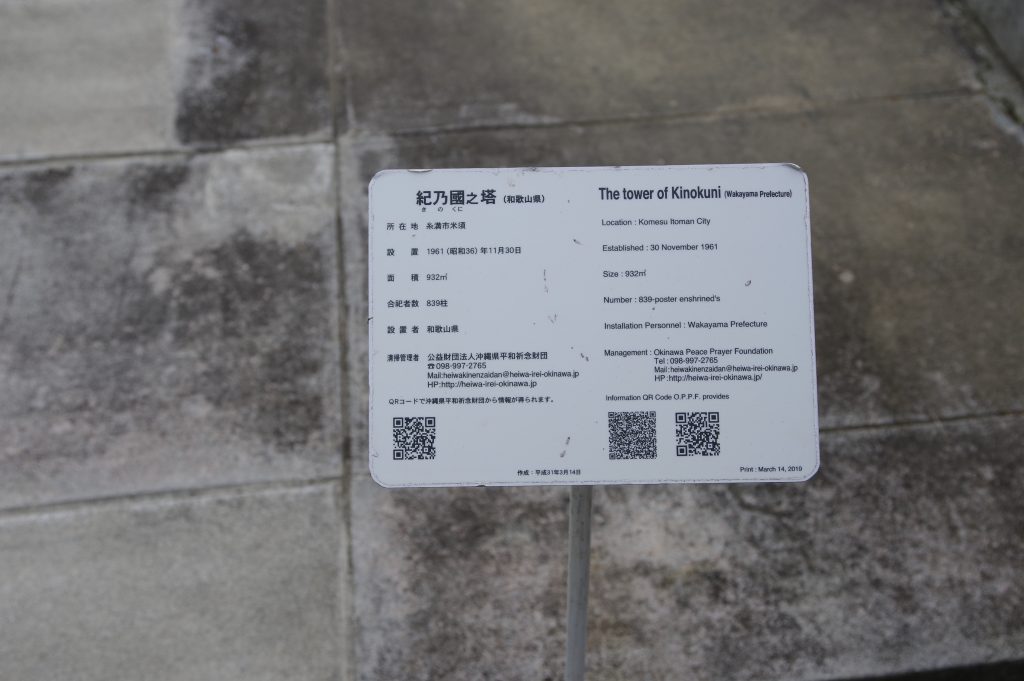 紀乃國之塔 (和歌山県)
きのくに
所在地 糸満市米須
設置 1961 (昭和36) 年11月30日
面積 932㎡
合祀者数 839柱
設置者 和歌山県
清掃管理者 公益財団法人沖縄県平和祈念財団
☎098-997-2765
Mail:heiwakinenzaidan@heiwa-irei-okinawa.jp
HP:http://heiwa-irei-okinawa.jp
QRコードで沖縄県平和祈念財団から情報が得られます。
作成:平成31年3月14日
The tower of Kinokuni (Wakayama Prefecture)
Location : Komesu Itoman City
Established : 30 November 1961
Size : 932㎡
Number : 839-poster enshrined's
Installation Personnel : Wakayama Prefecture
Management : Okinawa Peace Prayer Foundation
Tel : 098-997-2765
Mail:heiwakinenzaidan@heiwa-irei-okinawa.jp
HP :http://heiwa-irei-okinawa.jp/
Information QR Code O.P.P.F. provides
Print : March 14, 2019